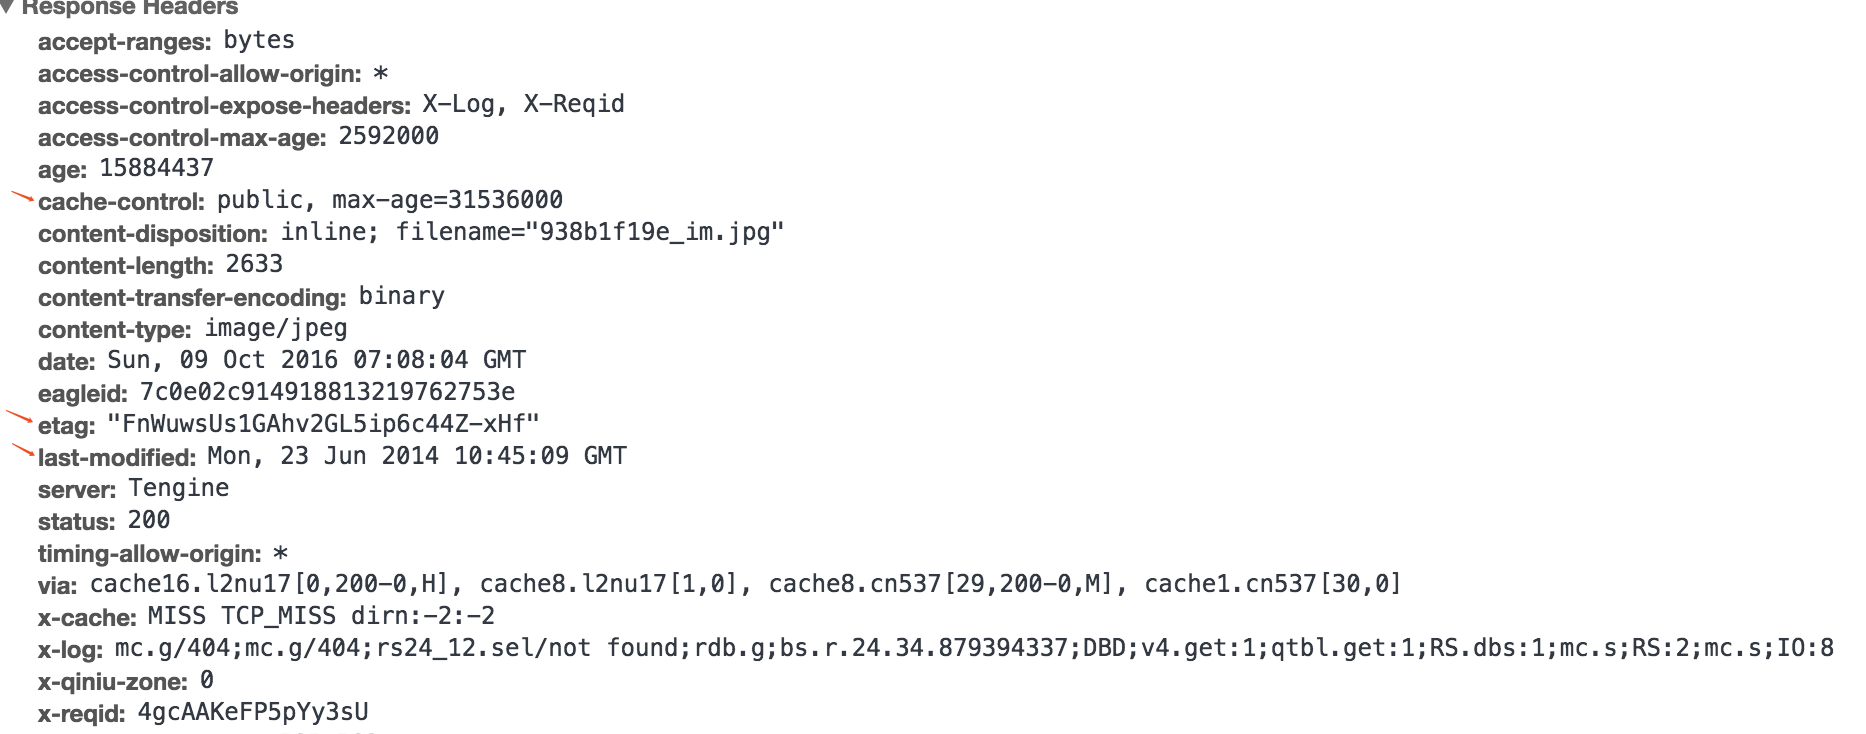 ▼ Response Headers
accept-ranges: bytes
access-control-allow-origin: *
access-control-expose-headers: X-Log, X-Reqid
access-control-max-age: 2592000
age: 15884437
cache-control: public, max-age=31536000
content-disposition: inline; filename="938b1f19e_im.jpg"
content-length: 2633
content-transfer-encoding: binary
content-type: image/jpeg
date: Sun, 09 Oct 2016 07:08:04 GMT
eagleid: 7c0e02c914918813219762753e
etag: "FnWuwsUs1GAhv2GL5ip6c44Z-xHf"
last-modified: Mon, 23 Jun 2014 10:45:09 GMT
server: Tengine
status: 200
timing-allow-origin: *
via: cache16.l2nu17[0,200-0,H], cache8.l2nu17[1,0], cache8.cn537[29,200-0,M], cache1.cn537[30,0]
x-cache: MISS TCP_MISS dirn:-2:-2
x-log: mc.g/404;mc.g/404;rs24_12.sel/not found;rdb.g;bs.r.24.34.879394337;DBD;v4.get:1;qtbl.get:1;RS.dbs:1;mc.s;RS:2;mc.s;IO:8
x-qiniu-zone: 0
x-reqid: 4gcAAKeFP5pYy3sU